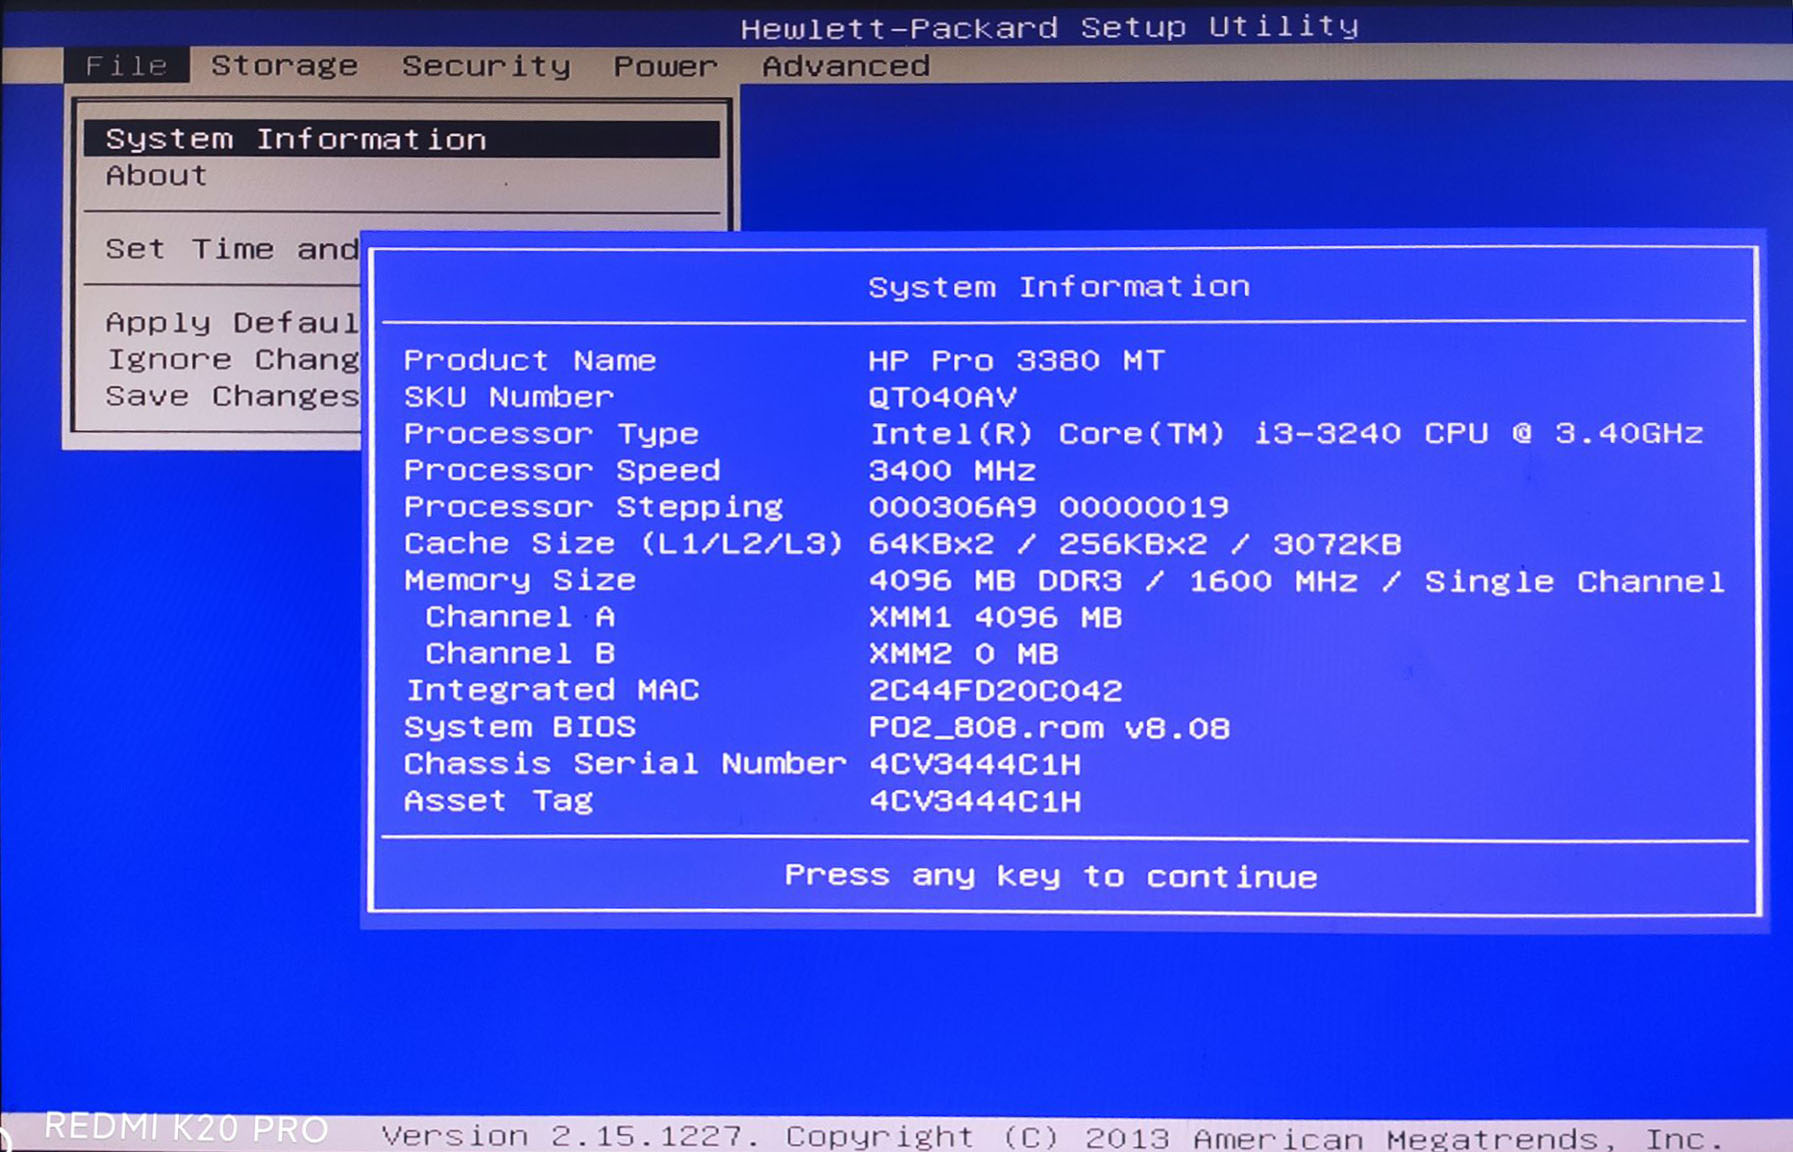 Hewlett-Packard Setup Utility
File Storage Security Power Advanced
System Information
About
Set Time and
Apply Defaul
Ignore Chang
Save Changes
System Information
Product Name HP Pro 3380 MT
SKU Number QT040AV
Processor Type Intel(R) Core(TM) i3-3240 CPU @ 3.40GHz
Processor Speed 3400 MHz
Processor Stepping 000306A9 00000019
Cache Size (L1/L2/L3) 64KBx2 / 256KBx2 / 3072KB
Memory Size 4096 MB DDR3 / 1600 MHz / Single Channel
Channel A XMM1 4096 MB
Channel B XMM2 0 MB
Integrated MAC 2C44FD20C042
System BIOS P02_808.rom v8.08
Chassis Serial Number 4CV3444C1H
Asset Tag 4CV3444C1H
Press any key to continue
REDMI K20 PRO
Version 2.15.1227. Copyright (C) 2013 American Megatrends, Inc.